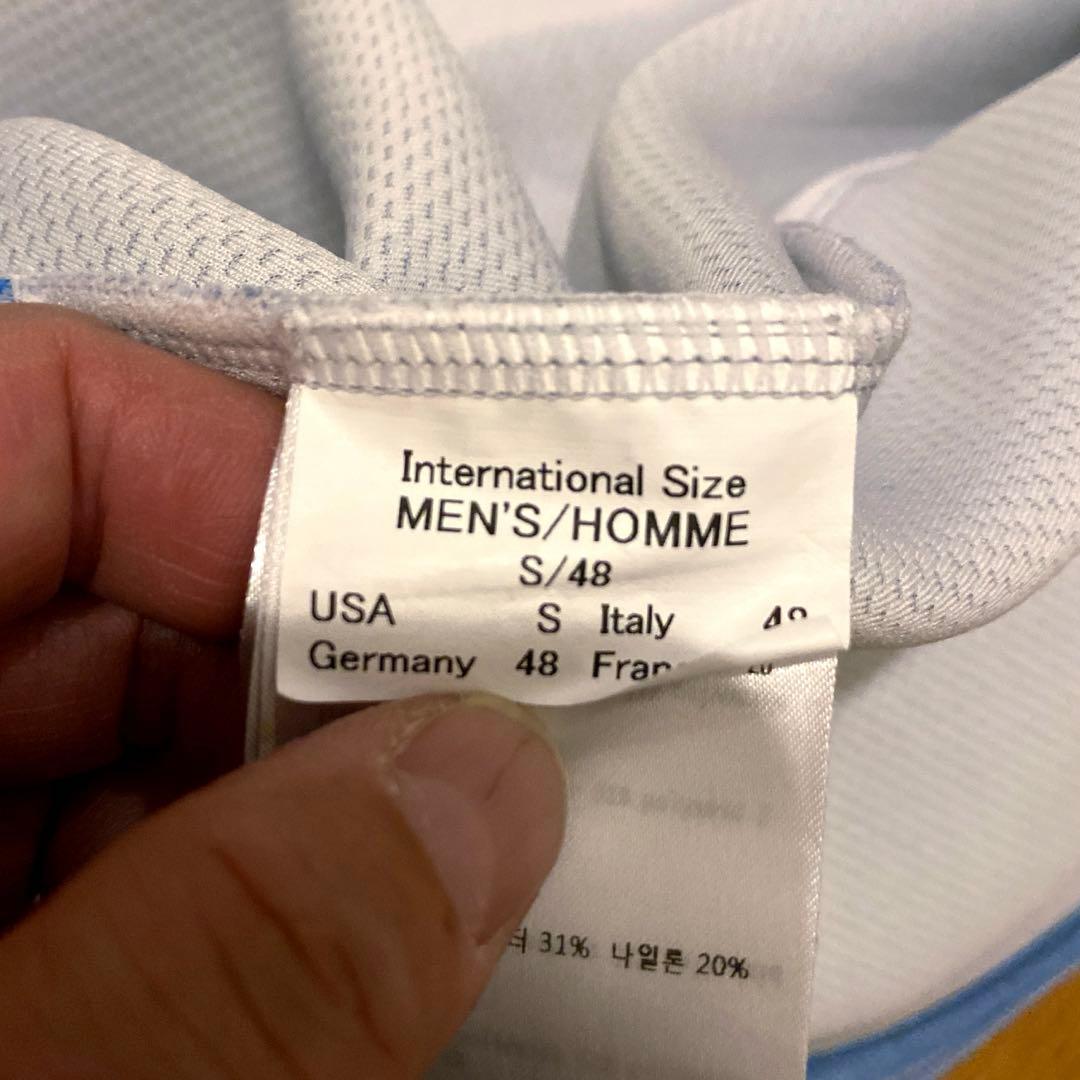 International Size
MEN'S/HOMME
S/48
USA S Italy
Germany 48
31% 나일론 20%